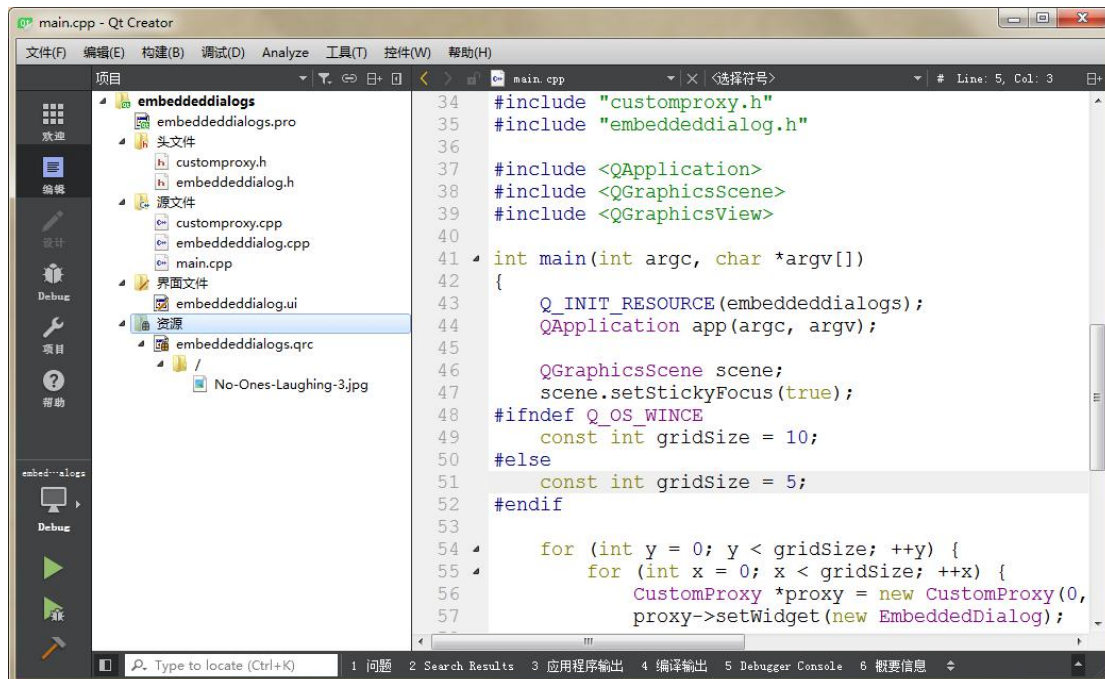 main.cpp - Qt Creator
文件(F) 编辑(E) 构建(B) 调试(D) Analyze 工具(T) 控件(W) 帮助(H)
项目
main.cpp
<选择符号>
# Line: 5, Col: 3
欢迎
编辑
设计
Debug
项目
帮助
embed···alogs
Debug
embeddeddialogs
embeddeddialogs.pro
头文件
customproxy.h
embeddeddialog.h
源文件
customproxy.cpp
embeddeddialog.cpp
main.cpp
界面文件
embeddeddialog.ui
资源
embeddeddialogs.qrc
/
No-Ones-Laughing-3.jpg
34 #include "customproxy.h"
35 #include "embeddeddialog.h"
36
37 #include <QApplication>
38 #include <QGraphicsScene>
39 #include <QGraphicsView>
40
41 int main(int argc, char *argv[])
42 {
43 Q_INIT_RESOURCE(embeddeddialogs);
44 QApplication app(argc, argv);
45
46 QGraphicsScene scene;
47 scene.setStickyFocus(true);
48 #ifndef Q_OS_WINCE
49 const int gridSize = 10;
50 #else
51 const int gridSize = 5;
52 #endif
53
54 for (int y = 0; y < gridSize; ++y) {
55 for (int x = 0; x < gridSize; ++x) {
56 CustomProxy *proxy = new CustomProxy(0,
57 proxy->setWidget(new EmbeddedDialog);
Type to locate (Ctrl+K)
1 问题 2 Search Results 3 应用程序输出 4 编译输出 5 Debugger Console 6 概要信息